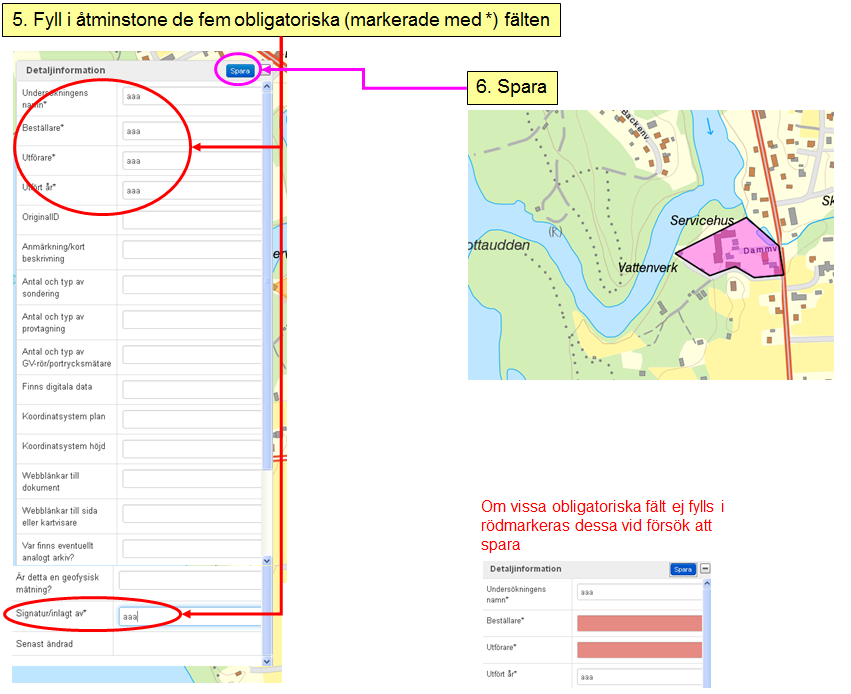 5. Fyll i åtminstone de fem obligatoriska (markerade med *) fälten
Detaljinformation
Spara
Undersökningens
namn*
aaa
Beställare*
aaa
Utförare*
aaa
Utfört år*
aaa
OriginalID
Anmärkning/kort
beskrivning
Antal och typ av
sondering
Antal och typ av
provtagning
Antal och typ av
GV-rör/portrycksmätare
Finns digitala data
Koordinatsystem plan
Koordinatsystem höjd
Webblänkar till
dokument
Webblänkar till sida
eller kartvisare
Var finns eventuellt
analogt arkiv?
Är detta en geofysisk
mätning?
Signatur/inlagt av*
aaa
Senast ändrad
6. Spara
Backenv
Servicehus
Sk
(K)
ottaudden
Dammv
Vattenverk
Om vissa obligatoriska fält ej fylls i
rödmarkeras dessa vid försök att
spara
Detaljinformation
Spara
Undersökningens
namn*
aaa
Beställare*
Utförare*
Utfört år*
aaa